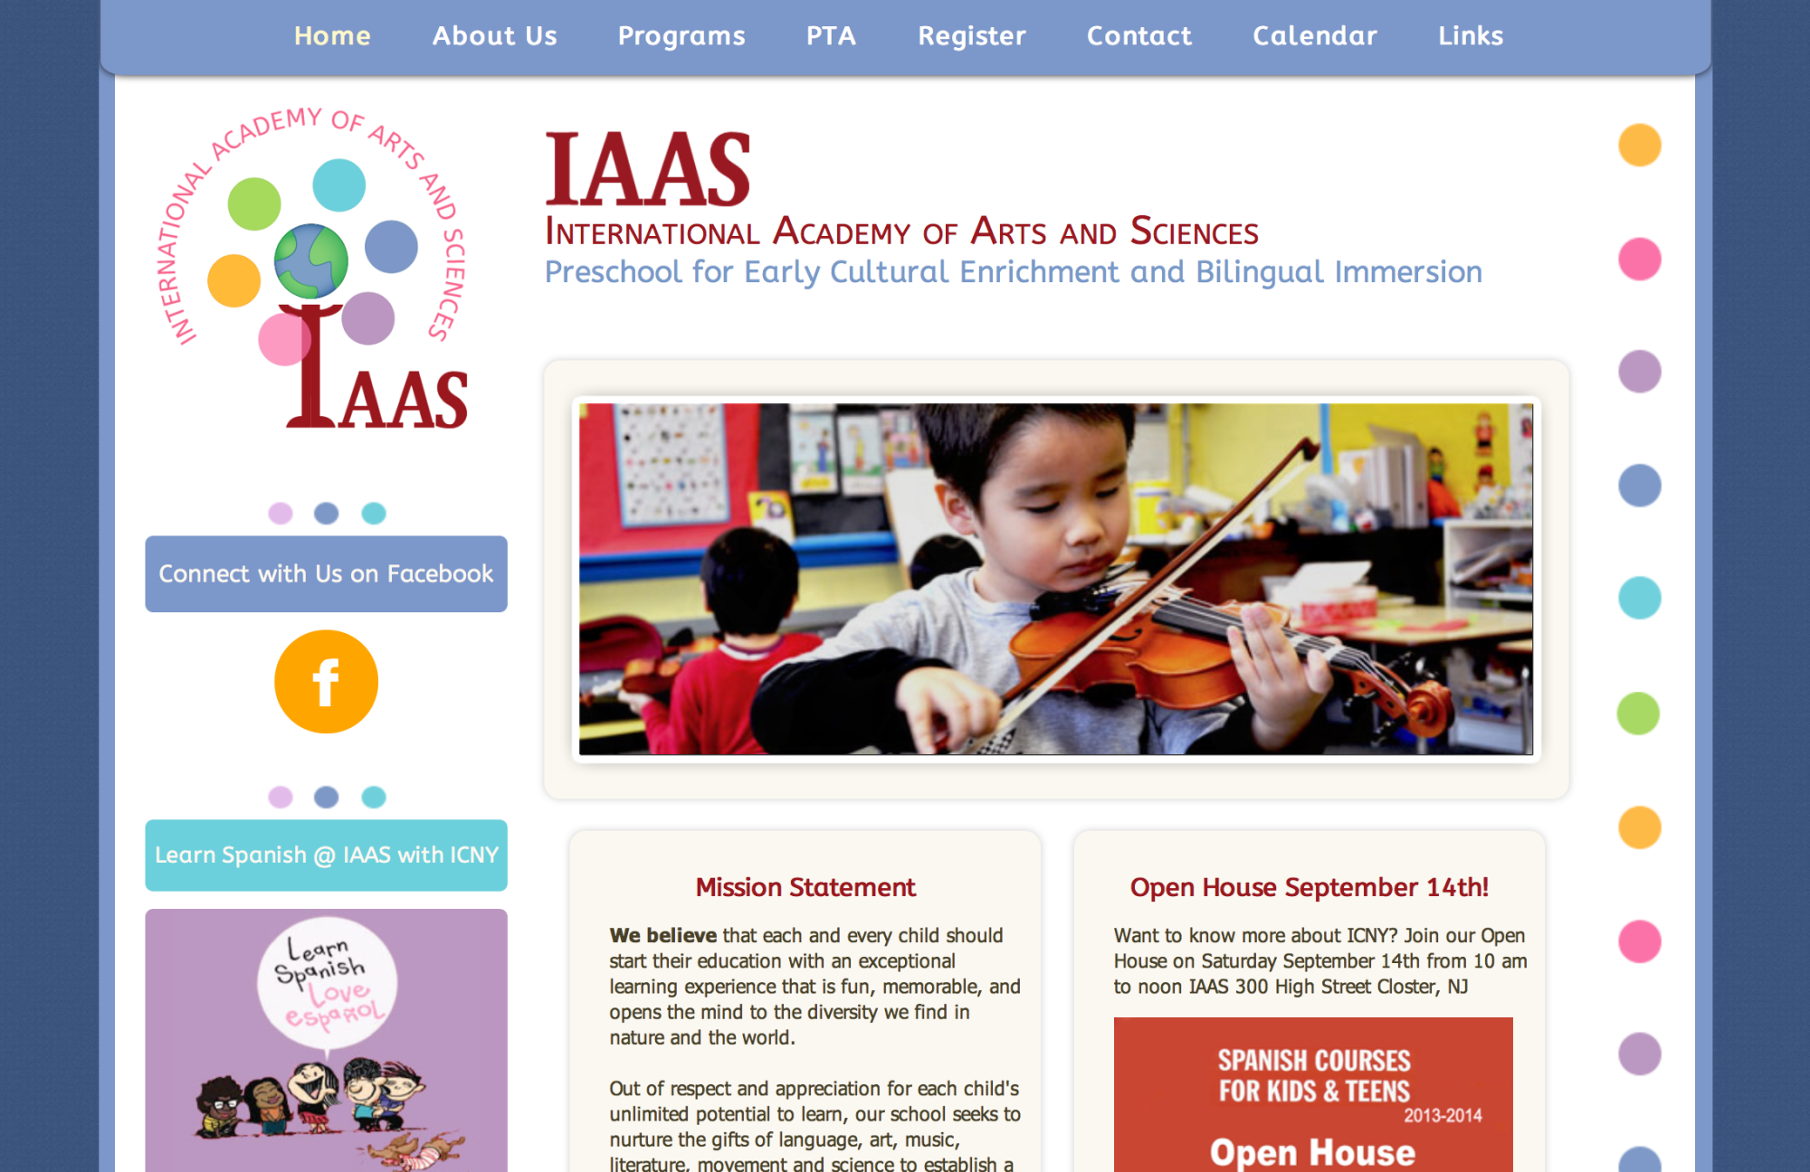 Home About Us Programs PTA Register Contact Calendar Links
INTERNATIONAL ACADEMY OF ARTS AND SCIENCES
IAAS
IAAS
International Academy of Arts and Sciences
Preschool for Early Cultural Enrichment and Bilingual Immersion
Connect with Us on Facebook
f
Learn Spanish @ IAAS with ICNY
Learn
Spanish
Love
español
Mission Statement
We believe that each and every child should
start their education with an exceptional
learning experience that is fun, memorable, and
opens the mind to the diversity we find in
nature and the world.
Out of respect and appreciation for each child's
unlimited potential to learn, our school seeks to
nurture the gifts of language, art, music,
literature, movement and science to establish a
Open House September 14th!
Want to know more about ICNY? Join our Open
House on Saturday September 14th from 10 am
to noon IAAS 300 High Street Closter, NJ
SPANISH COURSES
FOR KIDS & TEENS
2013-2014
Open House